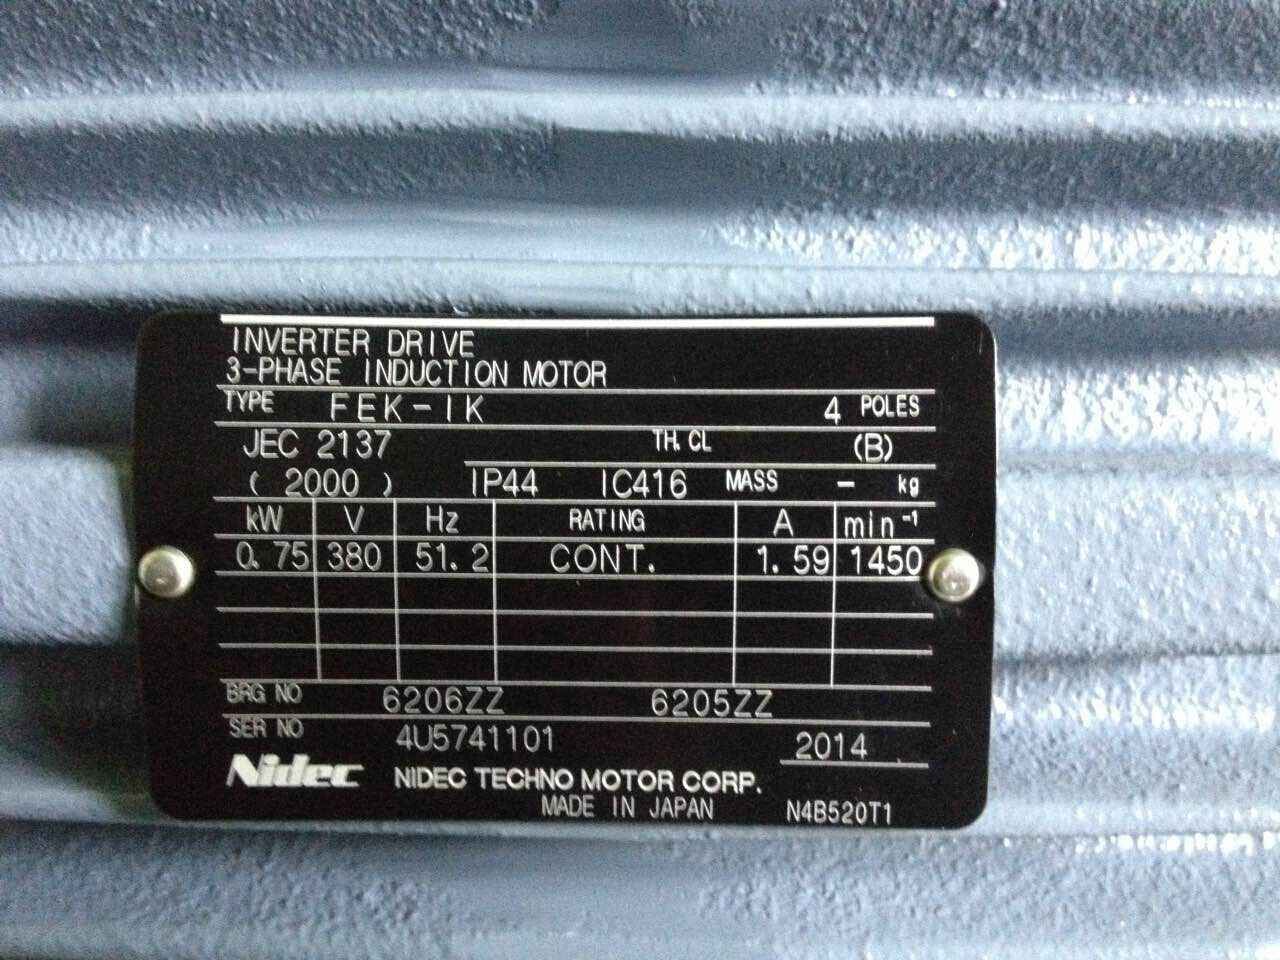 INVERTER DRIVE
3-PHASE INDUCTION MOTOR
TYPE FEK-IK 4 POLES
JEC 2137 TH.CL (B)
( 2000 ) IP44 IC416 MASS - kg
kW V Hz RATING A min⁻¹
0.75 380 51.2 CONT. 1.59 1450
BRG NO 6206ZZ 6205ZZ
SER NO 4U5741101 2014
Nidec NIDEC TECHNO MOTOR CORP.
MADE IN JAPAN N4B520T1